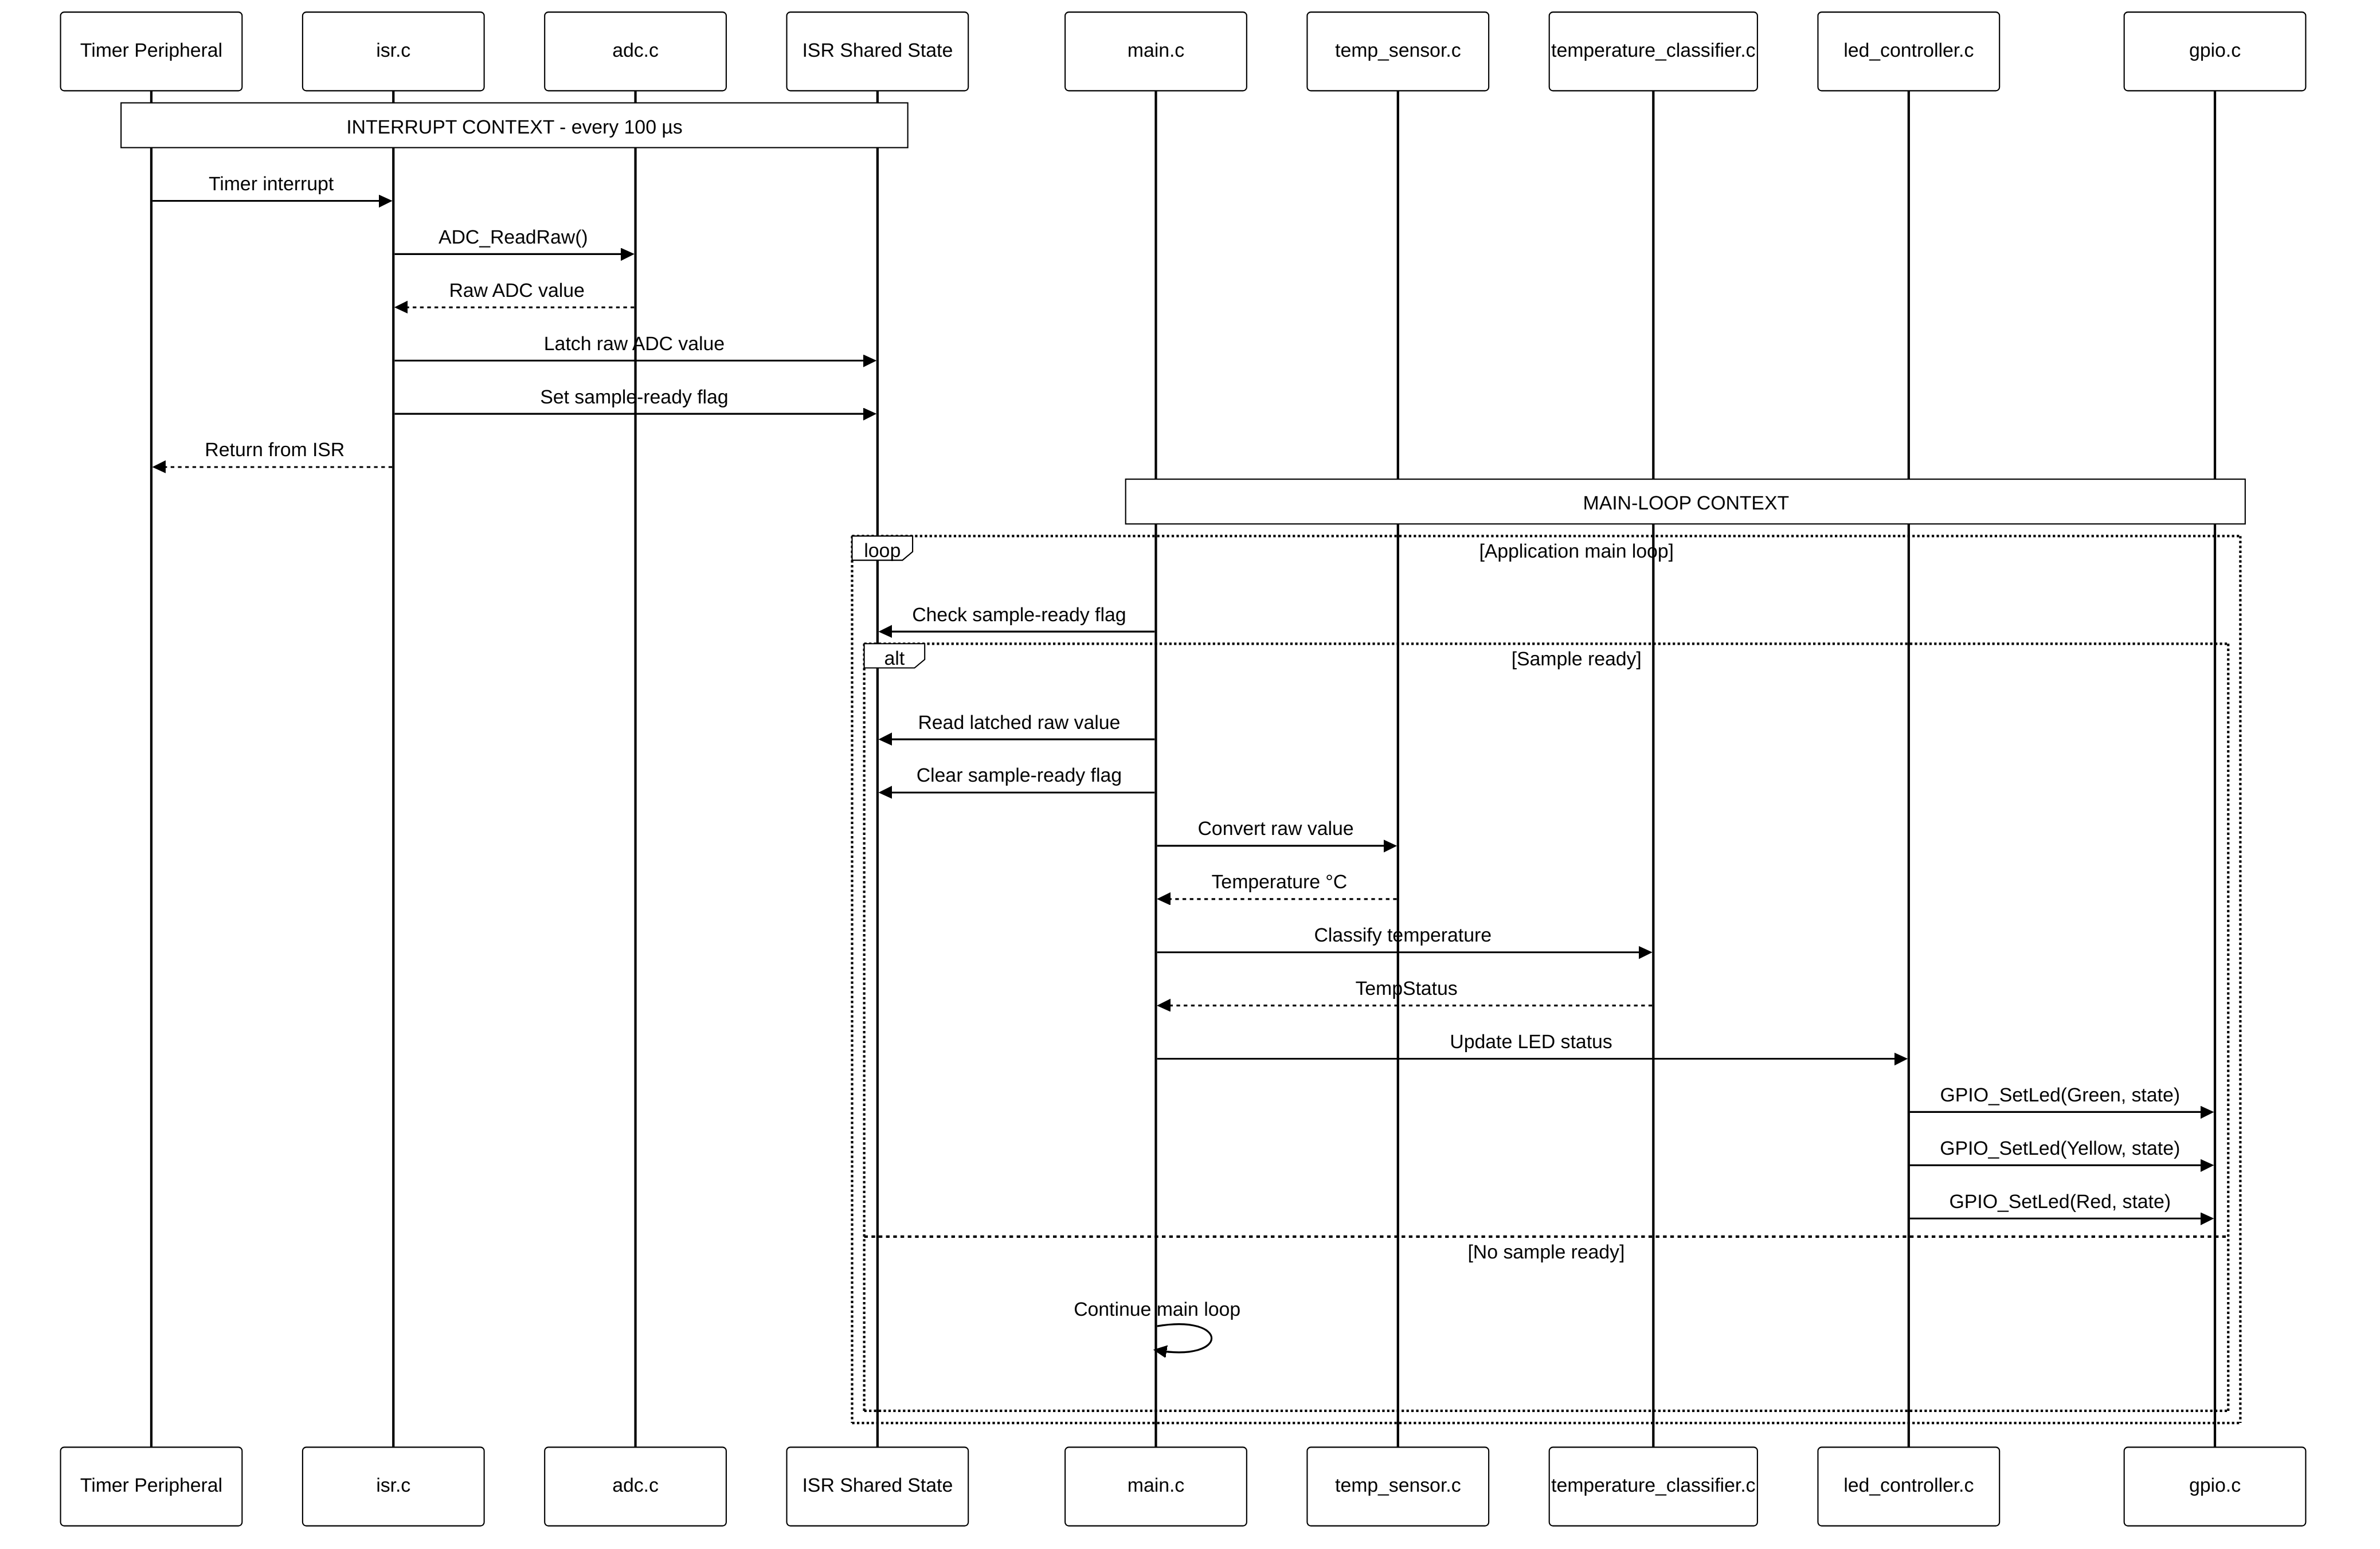 Timer Peripheral
isr.c
adc.c
ISR Shared State
main.c
temp_sensor.c
temperature_classifier.c
led_controller.c
gpio.c
INTERRUPT CONTEXT - every 100 µs
Timer interrupt
ADC_ReadRaw()
Raw ADC value
Latch raw ADC value
Set sample-ready flag
Return from ISR
MAIN-LOOP CONTEXT
loop
[Application main loop]
Check sample-ready flag
alt
[Sample ready]
Read latched raw value
Clear sample-ready flag
Convert raw value
Temperature °C
Classify temperature
TempStatus
Update LED status
GPIO_SetLed(Green, state)
GPIO_SetLed(Yellow, state)
GPIO_SetLed(Red, state)
[No sample ready]
Continue main loop
Timer Peripheral
isr.c
adc.c
ISR Shared State
main.c
temp_sensor.c
temperature_classifier.c
led_controller.c
gpio.c